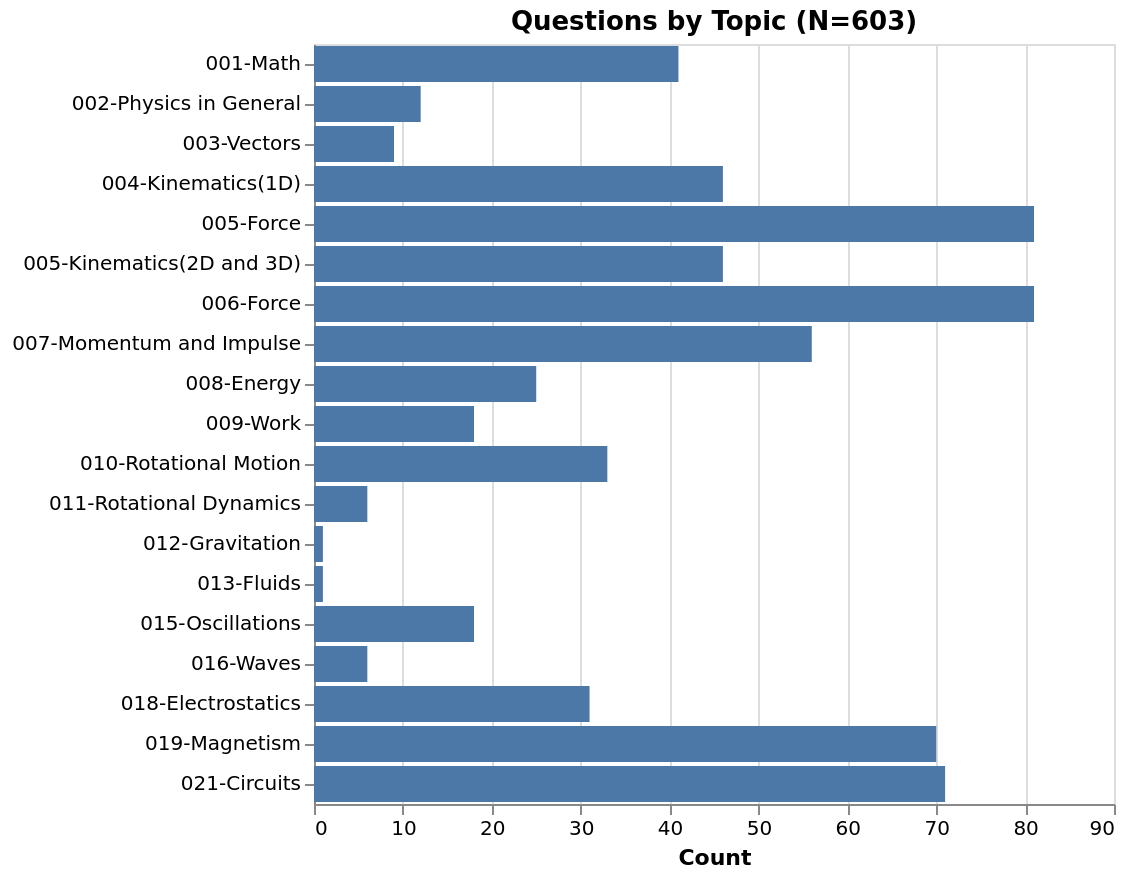 Questions by Topic (N=603)
001-Math
002-Physics in General
003-Vectors
004-Kinematics(1D)
005-Force
005-Kinematics(2D and 3D)
006-Force
007-Momentum and Impulse
008-Energy
009-Work
010-Rotational Motion
011-Rotational Dynamics
012-Gravitation
013-Fluids
015-Oscillations
016-Waves
018-Electrostatics
019-Magnetism
021-Circuits
0 10 20 30 40 50 60 70 80 90
Count